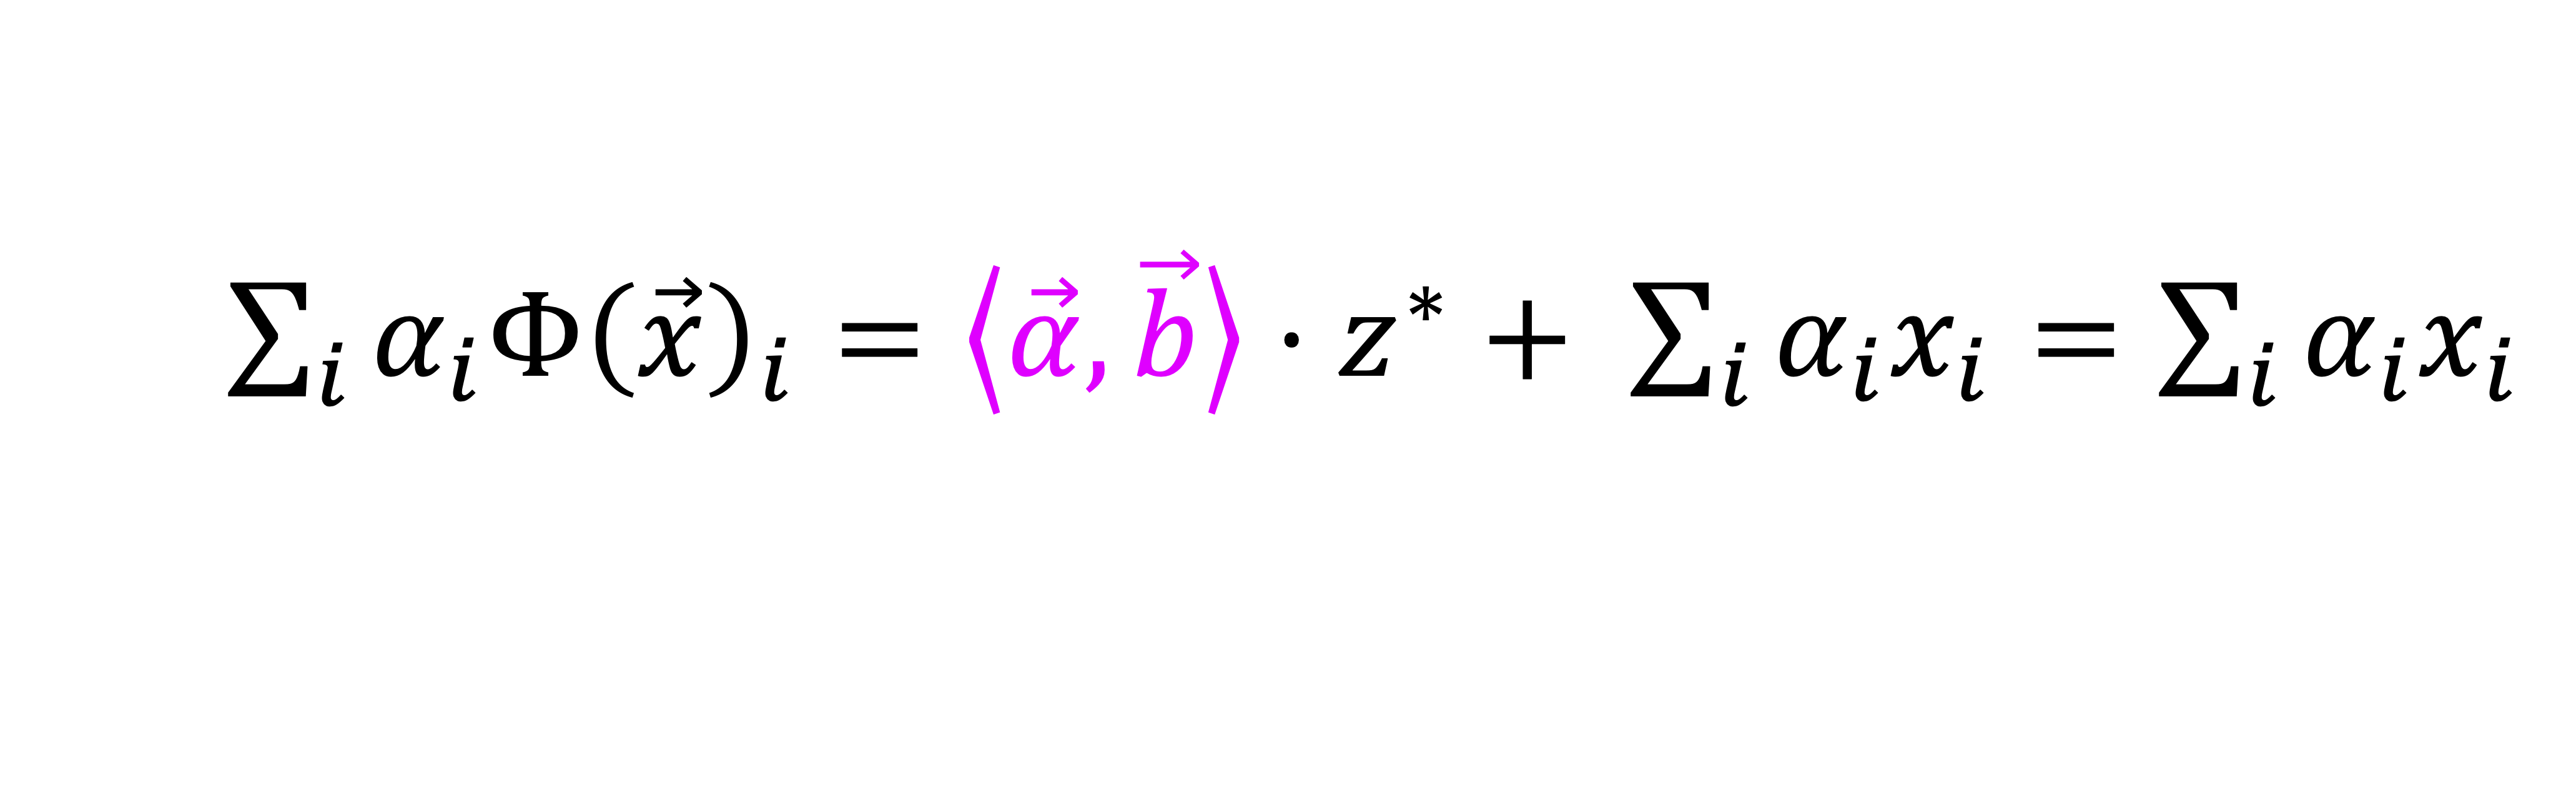 ∑ᵢ αᵢΦ(x⃗)ᵢ = ⟨α⃗, b⃗⟩ · z* + ∑ᵢ αᵢxᵢ = ∑ᵢ αᵢxᵢ